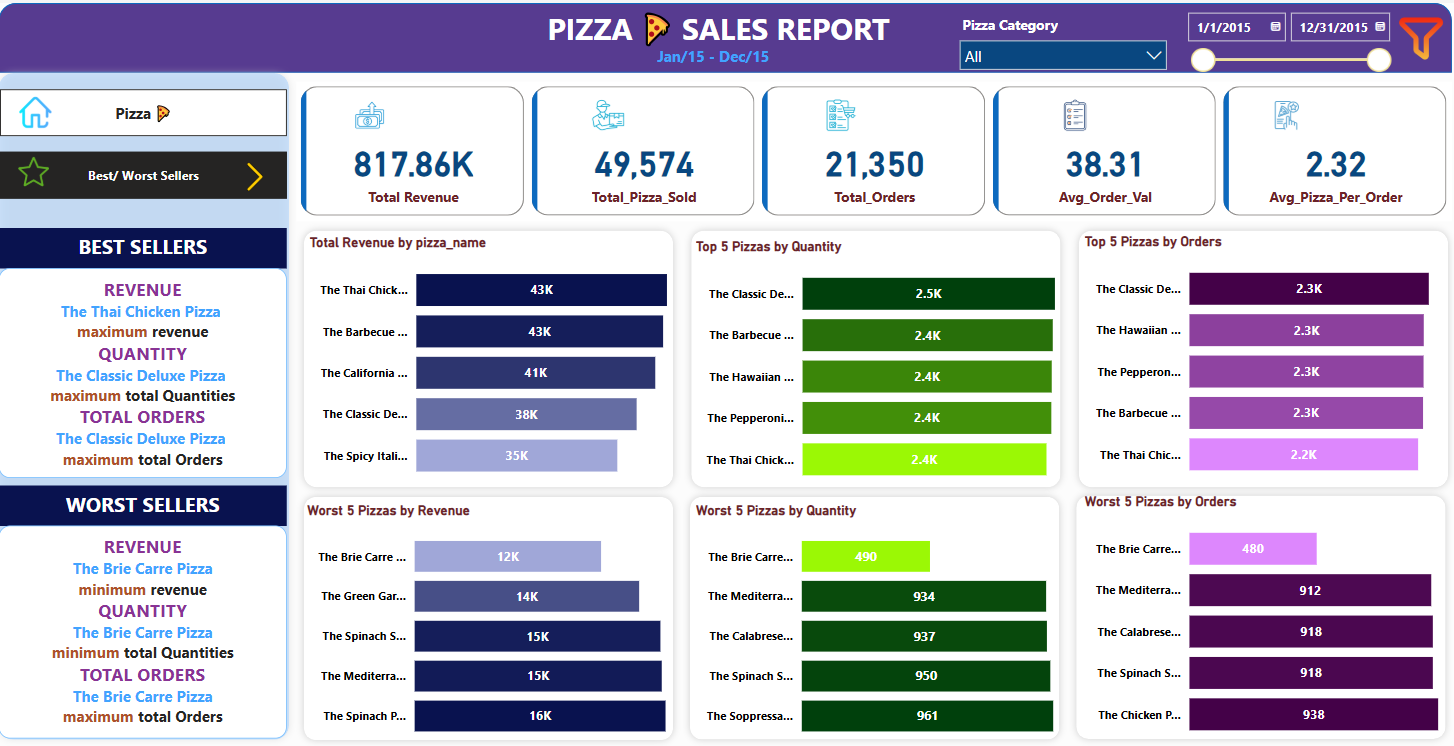 PIZZA SALES REPORT
Jan/15 - Dec/15
Pizza Category
All
1/1/2015
12/31/2015
Pizza
Best/ Worst Sellers
BEST SELLERS
REVENUE
The Thai Chicken Pizza
maximum revenue
QUANTITY
The Classic Deluxe Pizza
maximum total Quantities
TOTAL ORDERS
The Classic Deluxe Pizza
maximum total Orders
WORST SELLERS
REVENUE
The Brie Carre Pizza
minimum revenue
QUANTITY
The Brie Carre Pizza
minimum total Quantities
TOTAL ORDERS
The Brie Carre Pizza
maximum total Orders
817.86K
Total Revenue
49,574
Total_Pizza_Sold
21,350
Total_Orders
38.31
Avg_Order_Val
2.32
Avg_Pizza_Per_Order
Total Revenue by pizza_name
The Thai Chick... 43K
The Barbecue ... 43K
The California ... 41K
The Classic De... 38K
The Spicy Itali... 35K
Top 5 Pizzas by Quantity
The Classic De... 2.5K
The Barbecue ... 2.4K
The Hawaiian ... 2.4K
The Pepperoni... 2.4K
The Thai Chick... 2.4K
Top 5 Pizzas by Orders
The Classic De... 2.3K
The Hawaiian ... 2.3K
The Pepperon... 2.3K
The Barbecue ... 2.3K
The Thai Chic... 2.2K
Worst 5 Pizzas by Revenue
The Brie Carre ... 12K
The Green Gar... 14K
The Spinach S... 15K
The Mediterra... 15K
The Spinach P... 16K
Worst 5 Pizzas by Quantity
The Brie Carre... 490
The Mediterra... 934
The Calabrese... 937
The Spinach S... 950
The Soppressa... 961
Worst 5 Pizzas by Orders
The Brie Carre... 480
The Mediterra... 912
The Calabrese... 918
The Spinach S... 918
The Chicken P... 938